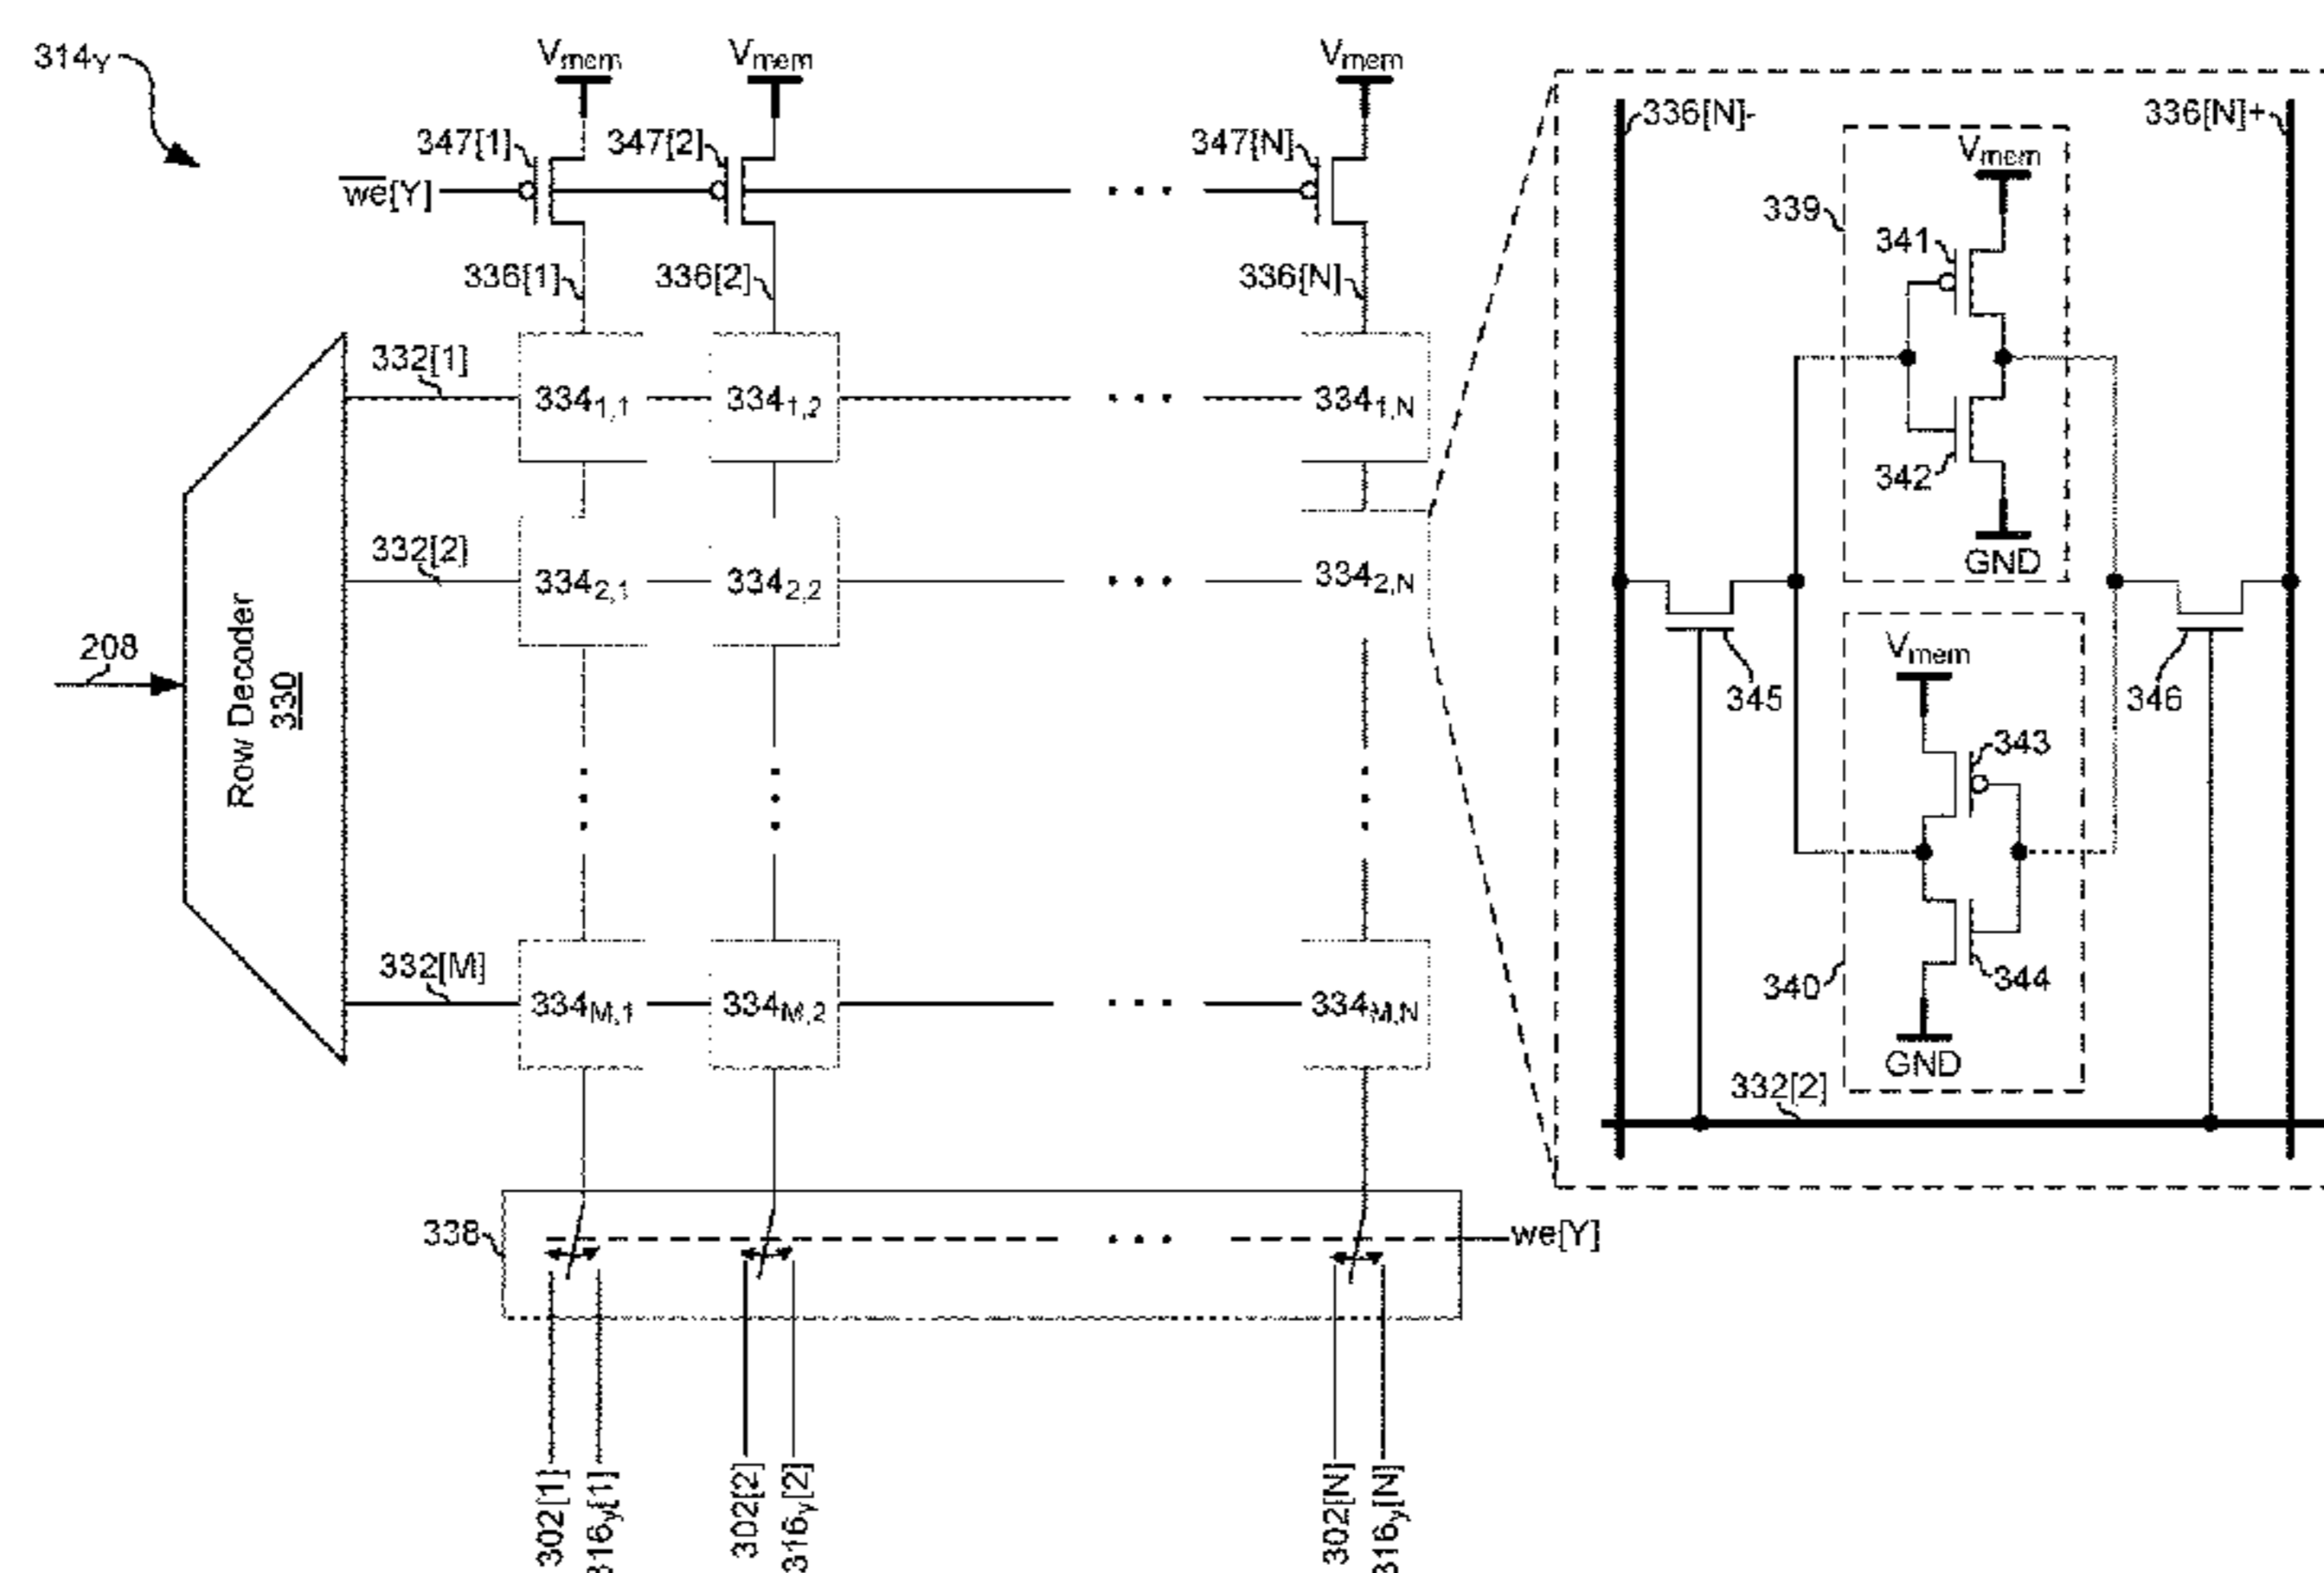 314Y
Vmem Vmem Vmem
347[1] 347[2] 347[N]
we[Y]
336[1] 336[2] 336[N]
332[1]
3341,1 3341,2 3341,N
332[2]
3342,1 3342,2 3342,N
208
Row Decoder
330
332[M]
334M,1 334M,2 334M,N
338
we[Y]
302[1]
316y[1]
302[2]
316y[2]
302[N]
316y[N]
336[N]- 336[N]+
Vmem
339
341
342
GND
345
346
Vmem
343
340
344
GND
332[2]